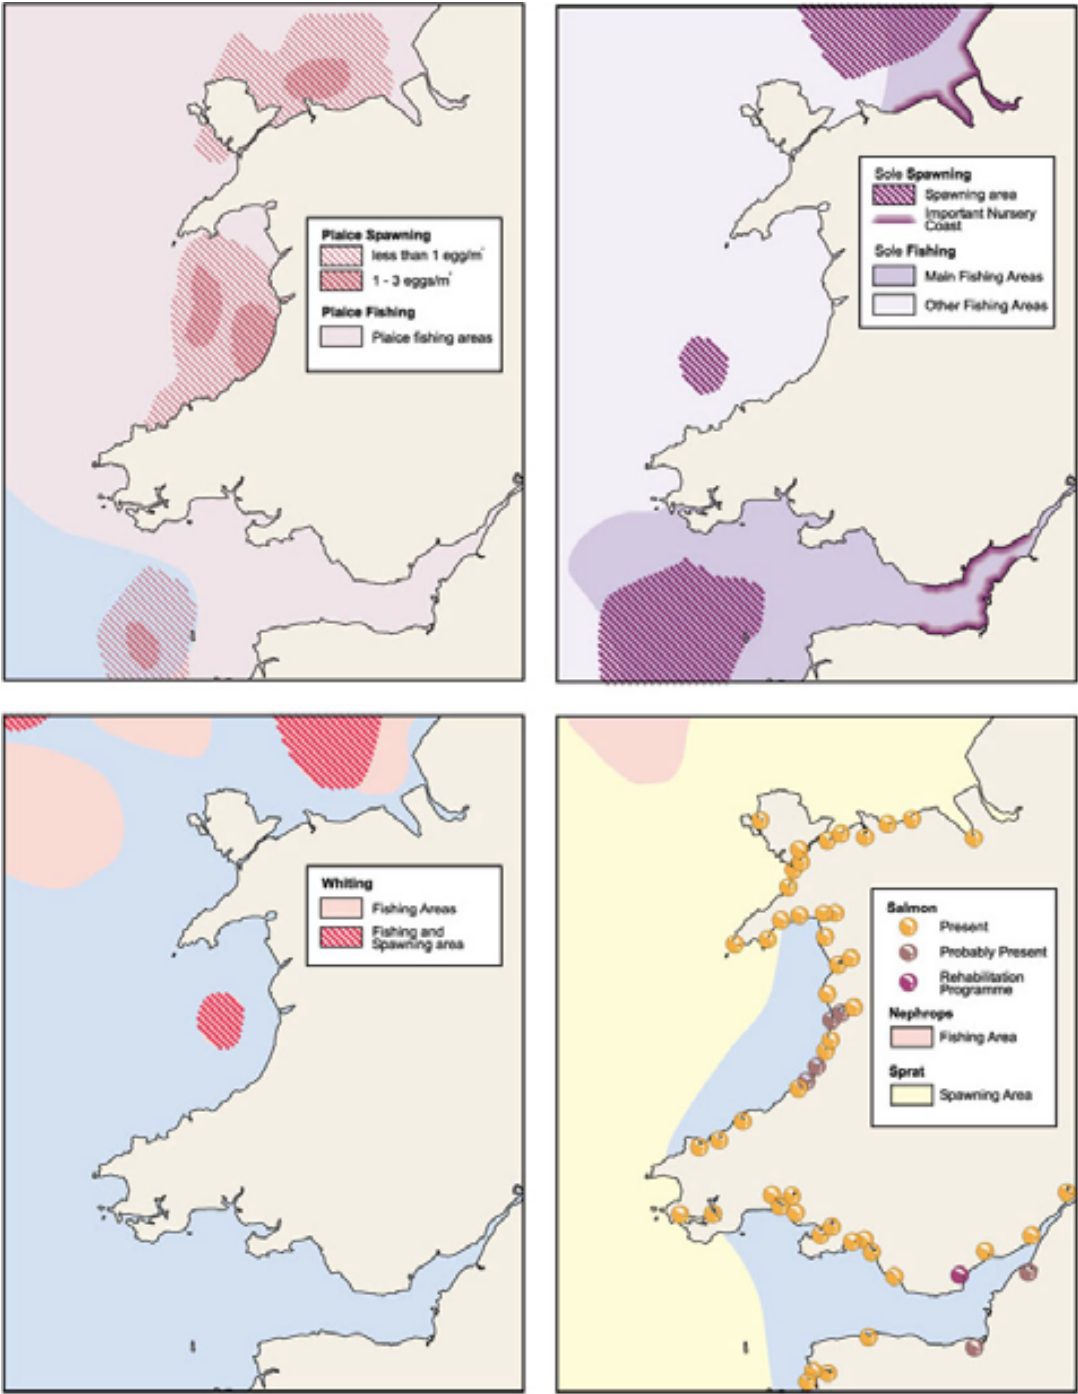 Plaice Spawning
less than 1 egg/m²
1 - 3 eggs/m²
Plaice Fishing
Plaice fishing areas
Sole Spawning
Spawning area
Important Nursery
Coast
Sole Fishing
Main Fishing Areas
Other Fishing Areas
Whiting
Fishing Areas
Fishing and
Spawning area
Salmon
Present
Probably Present
Rehabilitation
Programme
Nephrops
Fishing Area
Sprat
Spawning Area